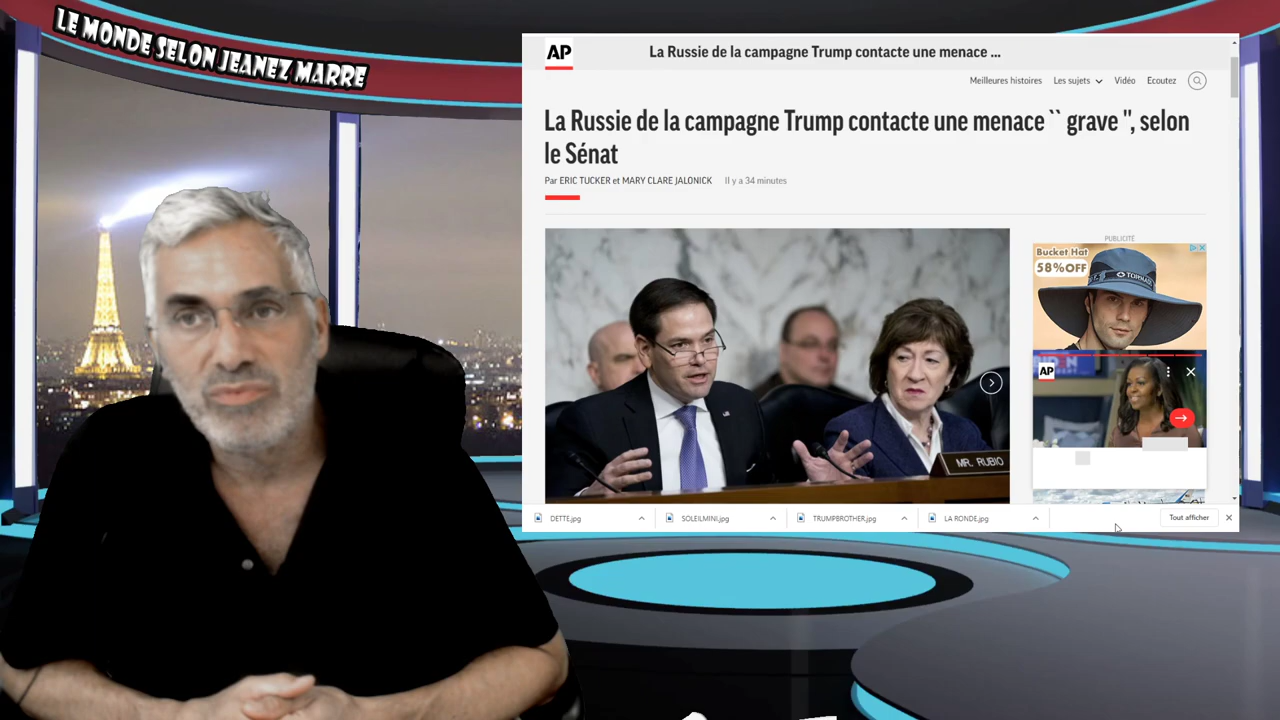 LE MONDE SELON JEANEZ MARRE
AP
La Russie de la campagne Trump contacte une menace ...
Meilleures histoires
Les sujets
Vidéo
Ecoutez
La Russie de la campagne Trump contacte une menace `` grave '', selon
le Sénat
Par ERIC TUCKER et MARY CLARE JALONICK
Il y a 34 minutes
PUBLICITÉ
Bucket Hat
58%OFF
AP
MR. RUBIO
DETTE.jpg
SOLEILMINI.jpg
TRUMPBROTHER.jpg
LA RONDE.jpg
Tout afficher